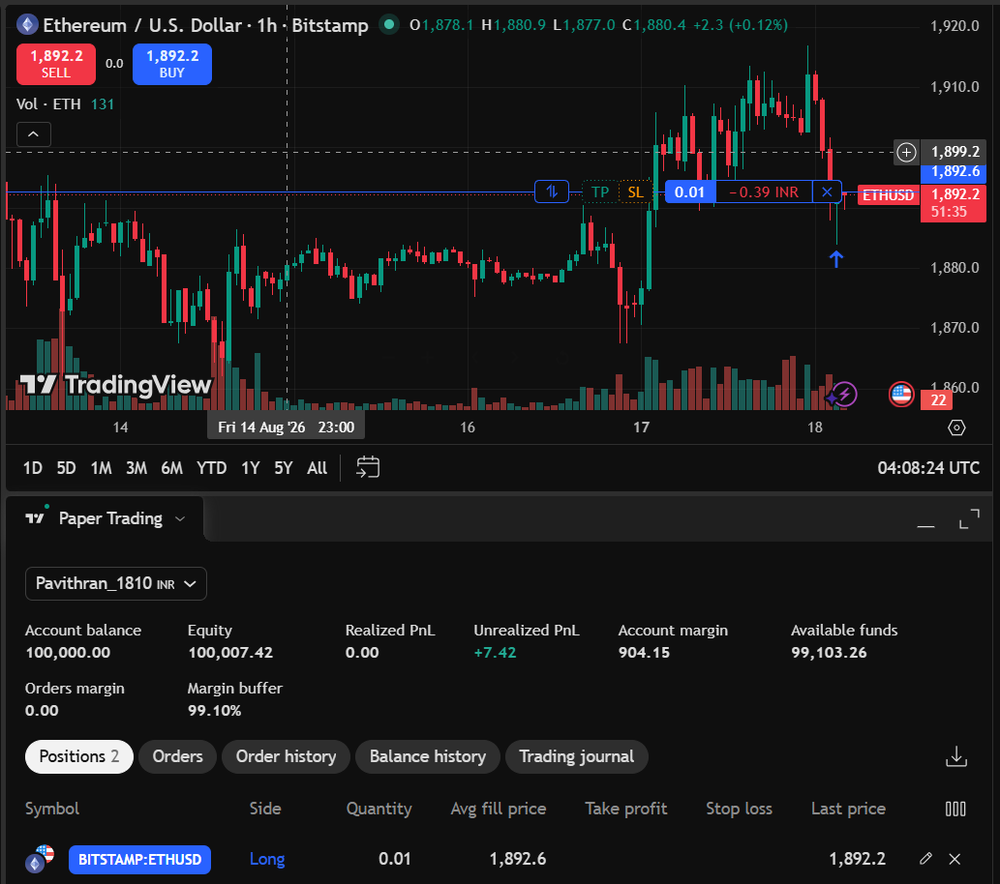 Ethereum / U.S. Dollar · 1h · Bitstamp O1,878.1 H1,880.9 L1,877.0 C1,880.4 +2.3 (+0.12%)
1,892.2 SELL 0.0 1,892.2 BUY
Vol · ETH 131
1,920.0
1,910.0
1,899.2
1,892.6
TP SL 0.01 −0.39 INR ETHUSD 1,892.2
51:35
1,880.0
1,870.0
1,860.0
TradingView
22
14 Fri 14 Aug '26 23:00 16 17 18
1D 5D 1M 3M 6M YTD 1Y 5Y All 04:08:24 UTC
Paper Trading
Pavithran_1810 INR
Account balance Equity Realized PnL Unrealized PnL Account margin Available funds
100,000.00 100,007.42 0.00 +7.42 904.15 99,103.26
Orders margin Margin buffer
0.00 99.10%
Positions 2 Orders Order history Balance history Trading journal
Symbol Side Quantity Avg fill price Take profit Stop loss Last price
BITSTAMP:ETHUSD Long 0.01 1,892.6 1,892.2